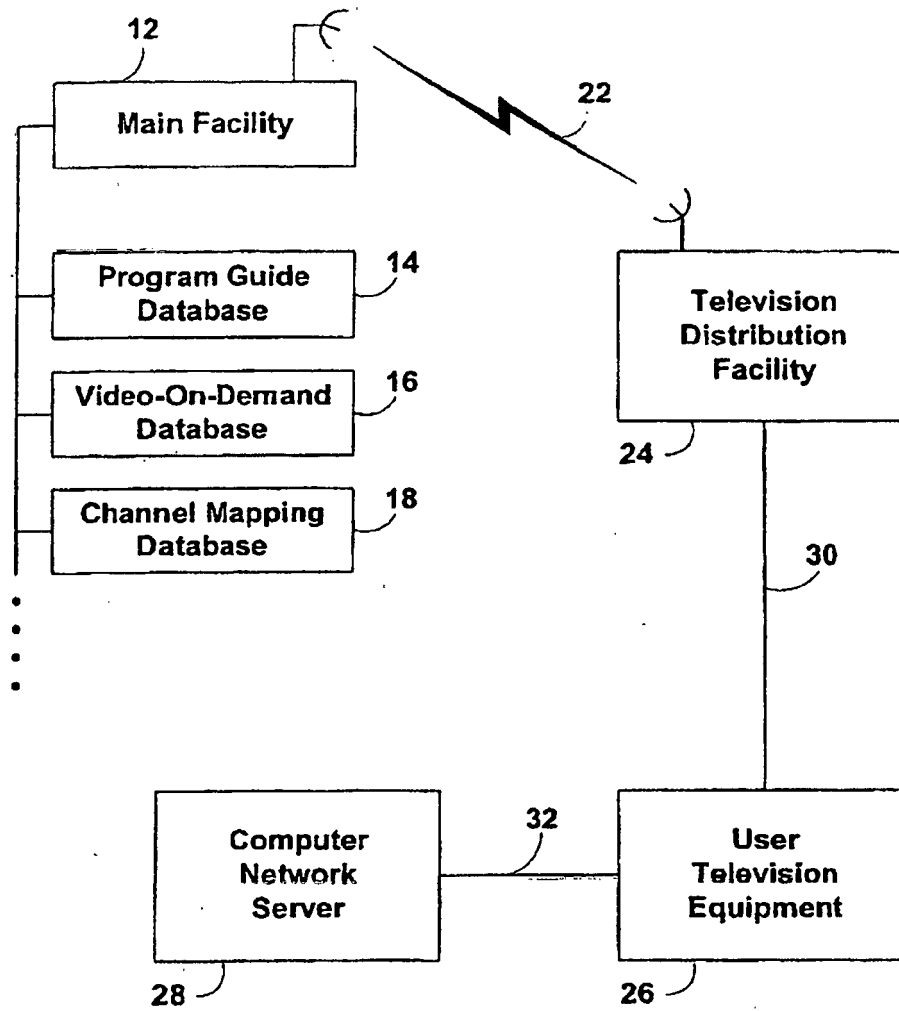 12
Main Facility
22
Program Guide
Database
14
Television
Distribution
Facility
Video-On-Demand
Database
16
24
Channel Mapping
Database
18
30
Computer
Network
Server
32
User
Television
Equipment
28
26